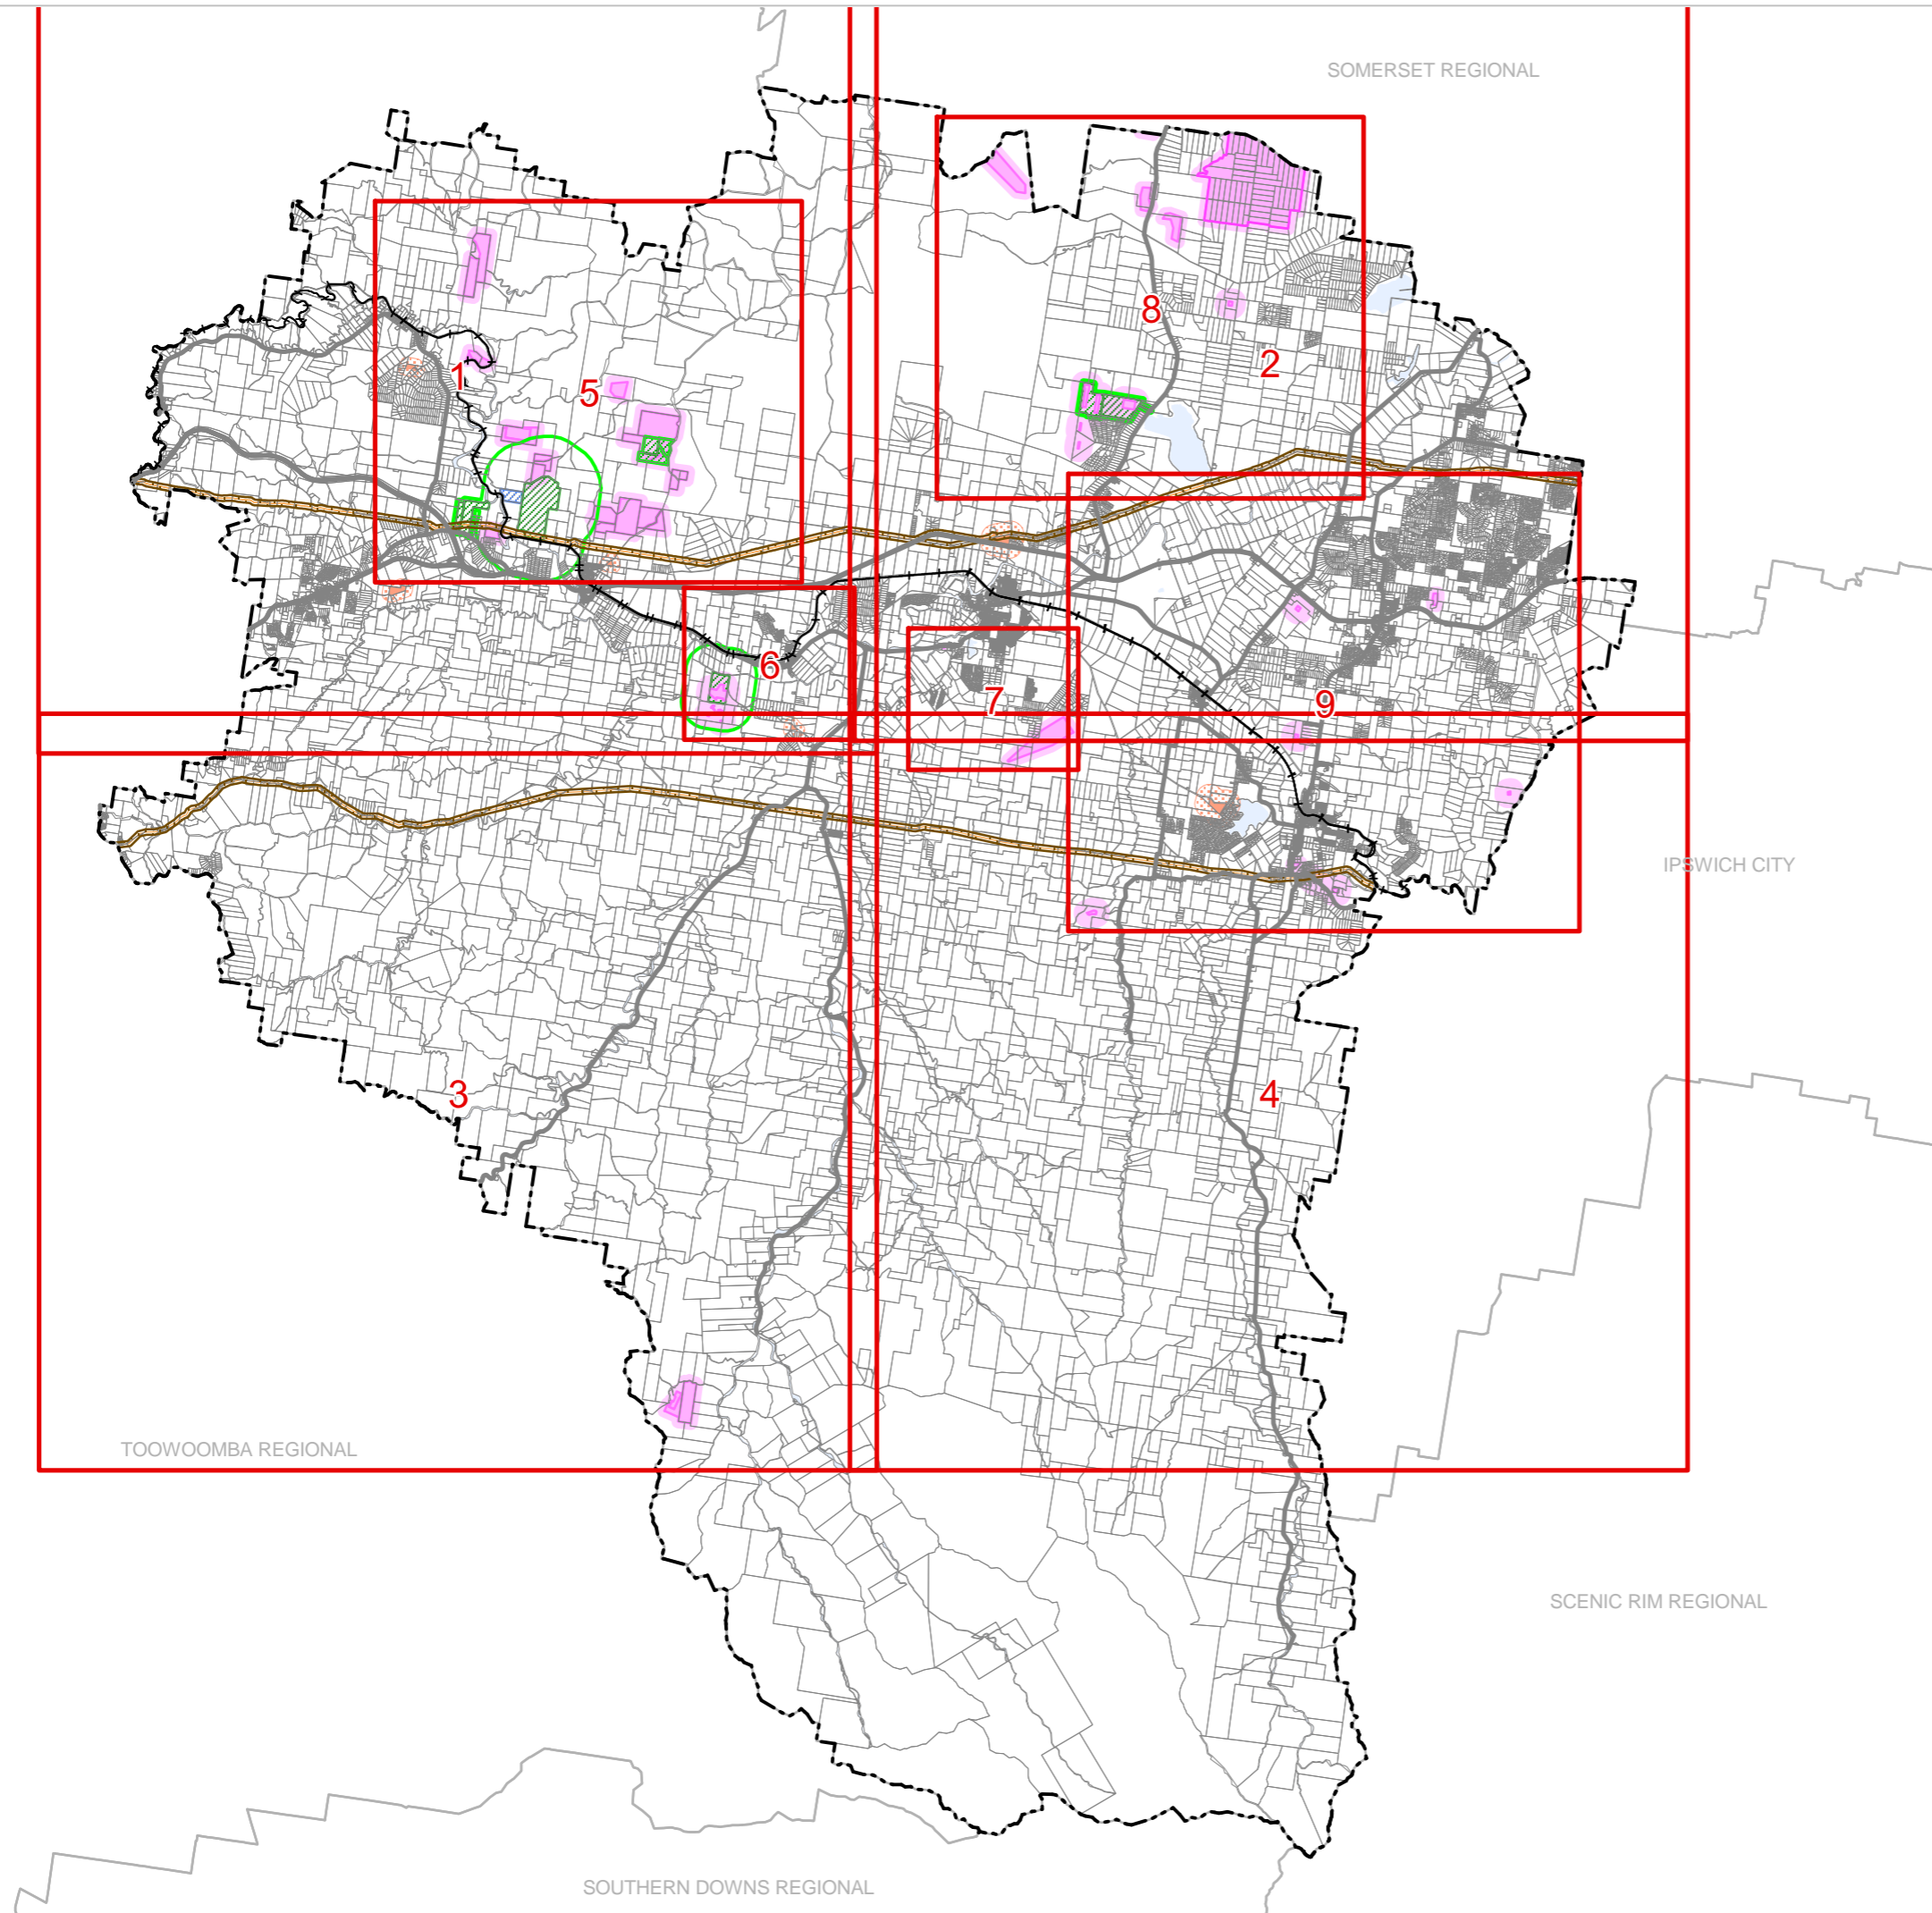 SOMERSET REGIONAL
8
2
1
5
6
7
9
IPSWICH CITY
3
4
TOOWOOMBA REGIONAL
SCENIC RIM REGIONAL
SOUTHERN DOWNS REGIONAL